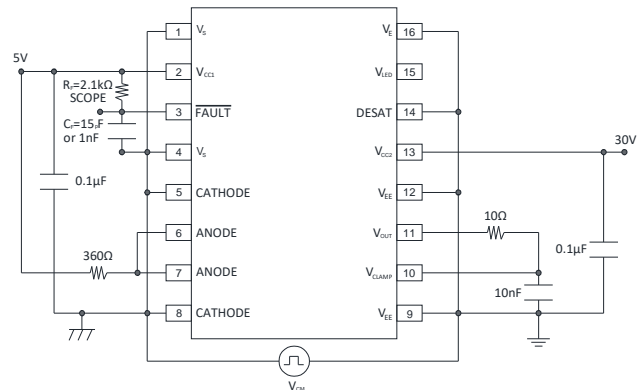 1 Vs VE 16
5V
RF=2.1kΩ 2 VCC1 VLED 15
SCOPE
3 FAULT DESAT 14
CF=15pF
or 1nF
30V
4 Vs VCC2 13
0.1μF 5 CATHODE VEE 12
10Ω
6 ANODE VOUT 11
0.1μF
360Ω
7 ANODE VCLAMP 10
10nF
8 CATHODE VEE 9
VCM